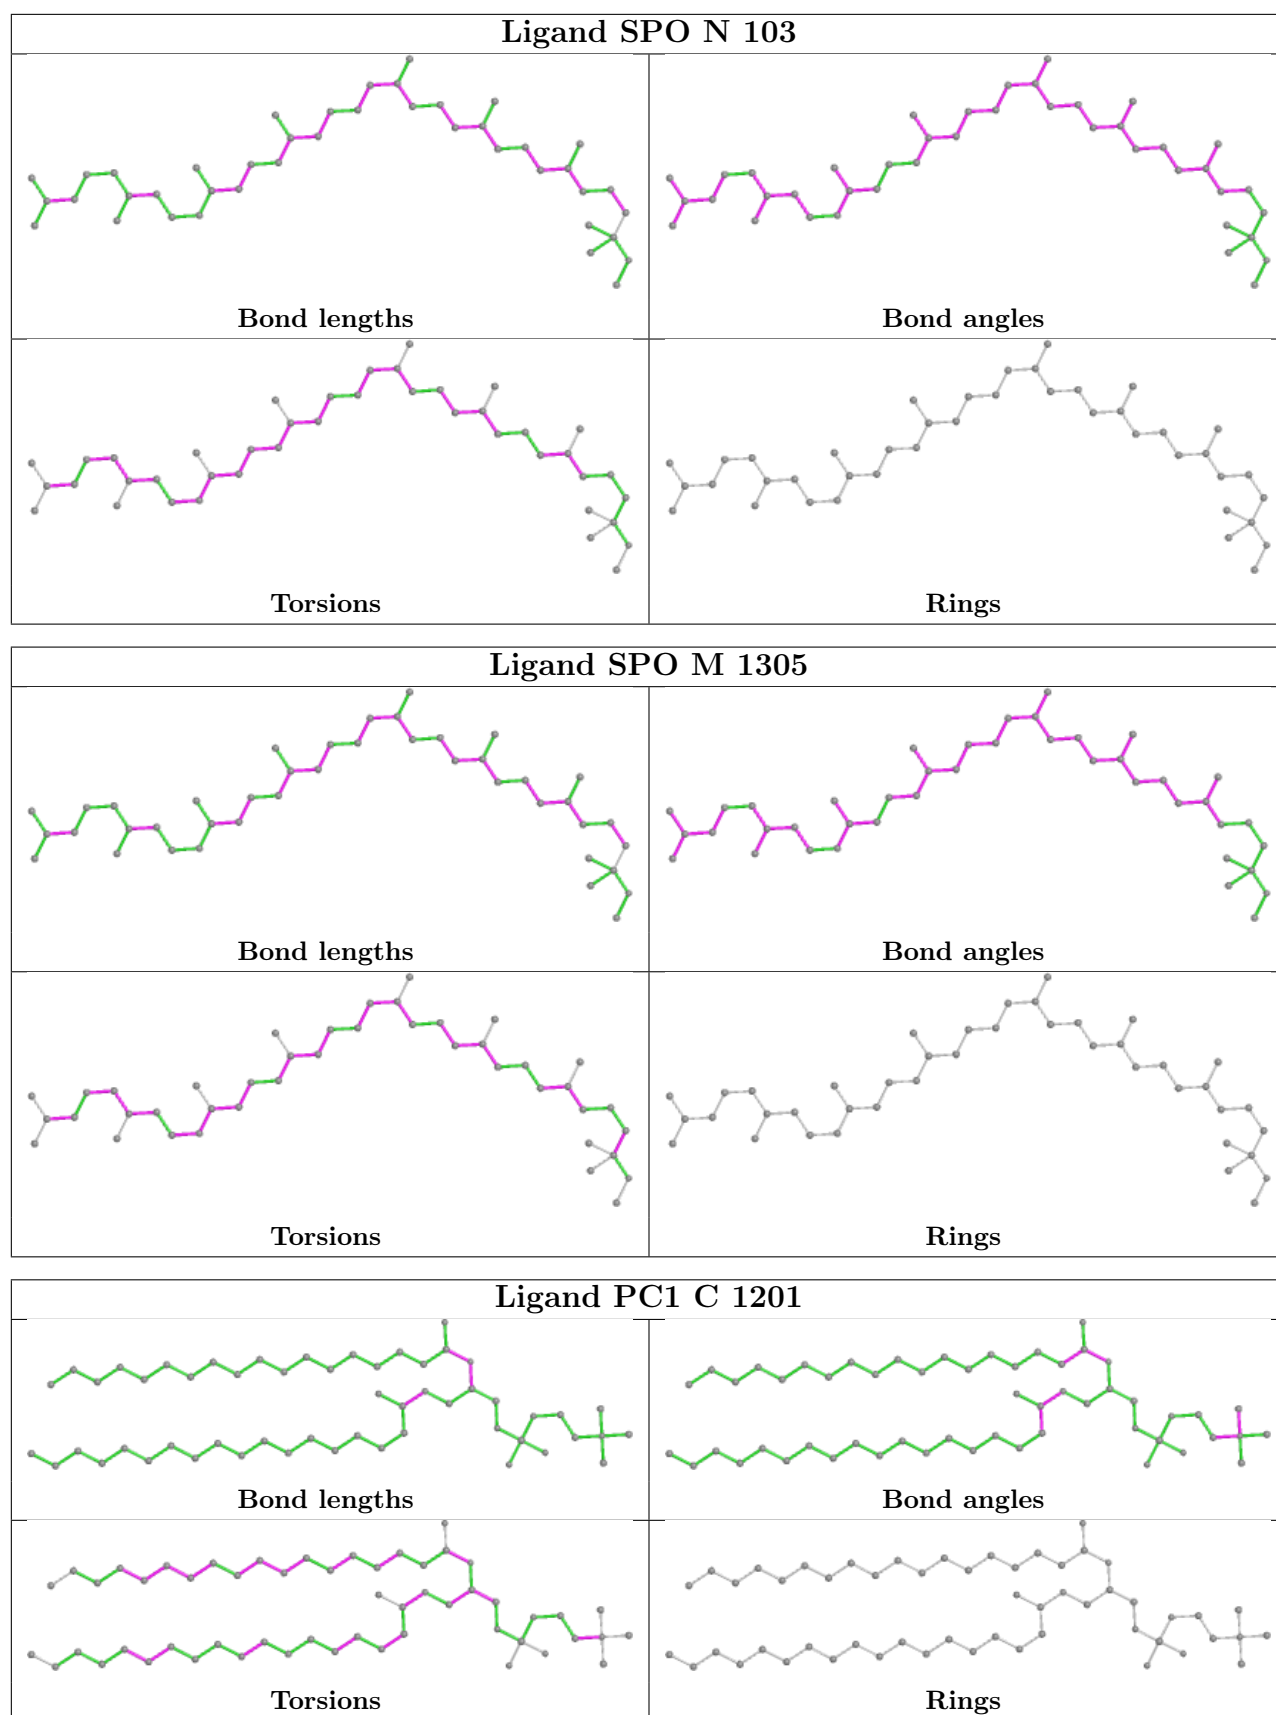 Ligand SPO N 103
Bond lengths
Bond angles
Torsions
Rings
Ligand SPO M 1305
Bond lengths
Bond angles
Torsions
Rings
Ligand PC1 C 1201
Bond lengths
Bond angles
Torsions
Rings